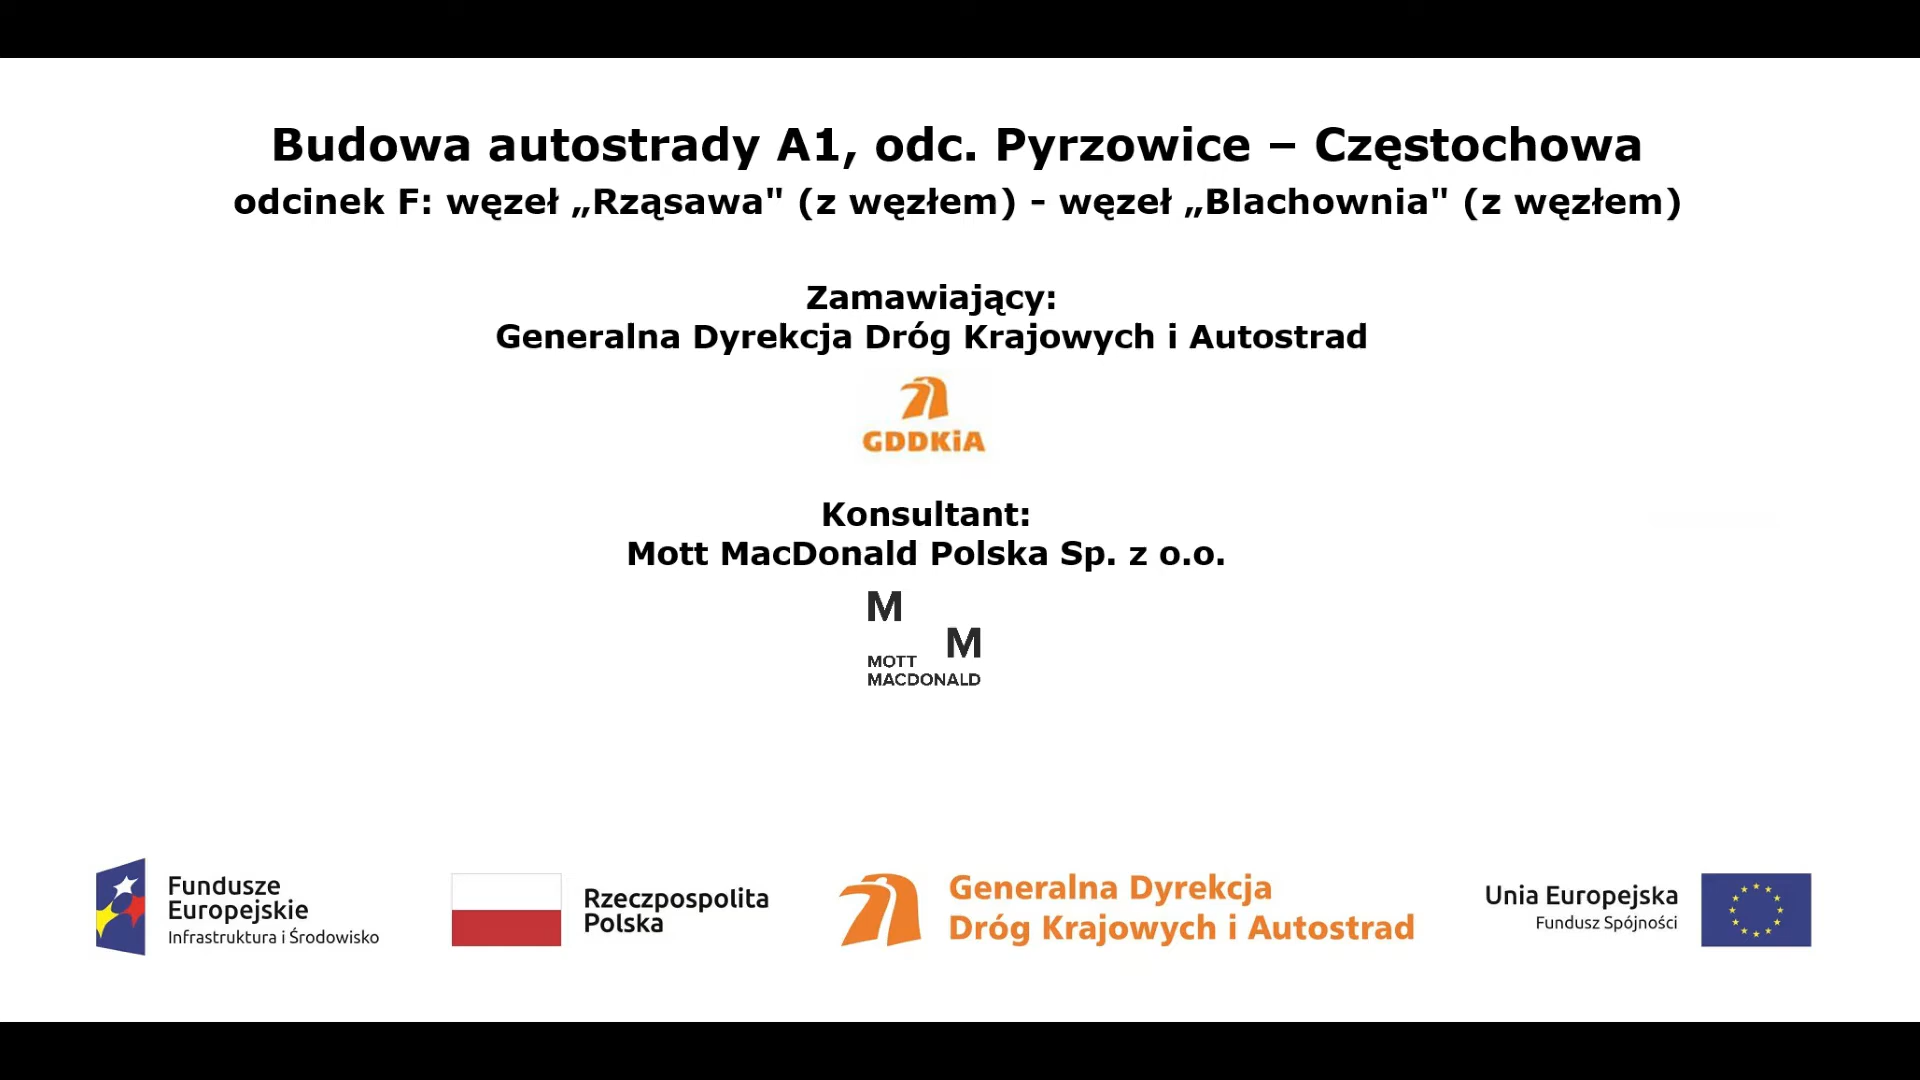 Budowa autostrady A1, odc. Pyrzowice – Częstochowa
odcinek F: węzeł „Rząsawa" (z węzłem) - węzeł „Blachownia" (z węzłem)
Zamawiający:
Generalna Dyrekcja Dróg Krajowych i Autostrad
GDDKiA
Konsultant:
Mott MacDonald Polska Sp. z o.o.
M
M
MOTT
MACDONALD
Fundusze
Europejskie
Infrastruktura i Środowisko
Rzeczpospolita
Polska
Generalna Dyrekcja
Dróg Krajowych i Autostrad
Unia Europejska
Fundusz Spójności